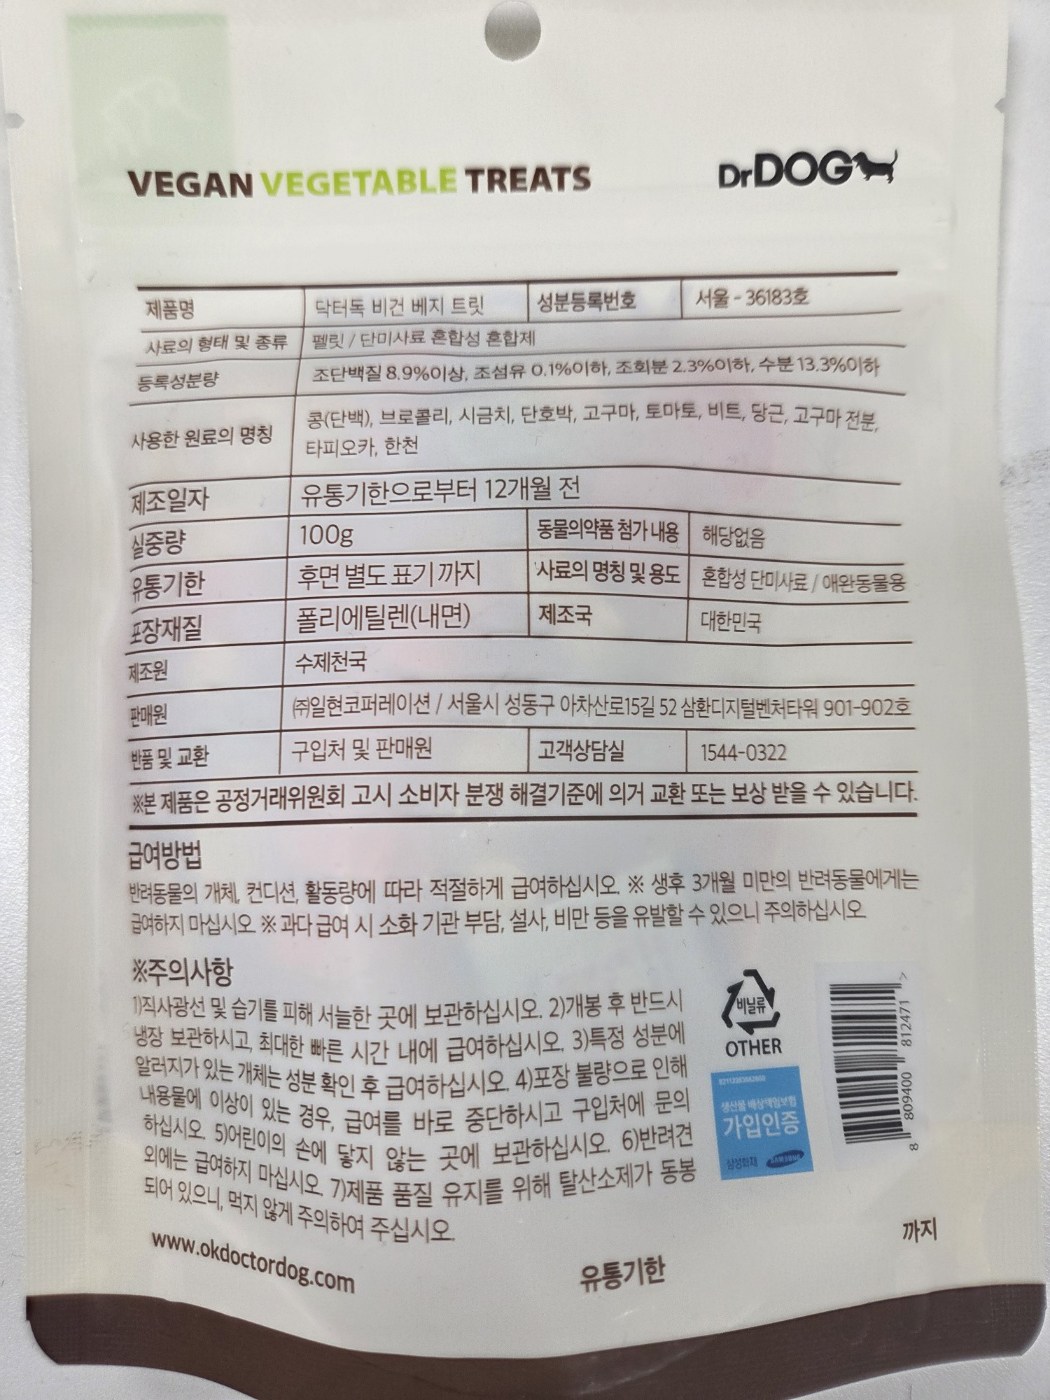 VEGAN VEGETABLE TREATS
DrDOG
제품명 닥터독 비건 베지 트릿 성분등록번호 서울 - 36183호
사료의 형태 및 종류 펠릿 / 단미사료 혼합성 혼합제
등록성분량 조단백질 8.9%이상, 조섬유 0.1%이하, 조회분 2.3%이하, 수분 13.3%이하
사용한 원료의 명칭 콩(단백), 브로콜리, 시금치, 단호박, 고구마, 토마토, 비트, 당근, 고구마 전분,
타피오카, 한천
제조일자 유통기한으로부터 12개월 전
실중량 100g 동물의약품 첨가 내용 해당없음
유통기한 후면 별도 표기 까지 사료의 명칭 및 용도 혼합성 단미사료 / 애완동물용
포장재질 폴리에틸렌(내면) 제조국 대한민국
제조원 수제천국
판매원 ㈜일현코퍼레이션 / 서울시 성동구 아차산로15길 52 삼환디지털벤처타워 901-902호
반품 및 교환 구입처 및 판매원 고객상담실 1544-0322
※본 제품은 공정거래위원회 고시 소비자 분쟁 해결기준에 의거 교환 또는 보상 받을 수 있습니다.
급여방법
반려동물의 개체, 컨디션, 활동량에 따라 적절하게 급여하십시오. ※ 생후 3개월 미만의 반려동물에게는
급여하지 마십시오. ※ 과다 급여 시 소화 기관 부담, 설사, 비만 등을 유발할 수 있으니 주의하십시오.
※주의사항
1)직사광선 및 습기를 피해 서늘한 곳에 보관하십시오. 2)개봉 후 반드시
냉장 보관하시고, 최대한 빠른 시간 내에 급여하십시오. 3)특정 성분에
알러지가 있는 개체는 성분 확인 후 급여하십시오. 4)포장 불량으로 인해
내용물에 이상이 있는 경우, 급여를 바로 중단하시고 구입처에 문의
하십시오. 5)어린이의 손에 닿지 않는 곳에 보관하십시오. 6)반려견
외에는 급여하지 마십시오. 7)제품 품질 유지를 위해 탈산소제가 동봉
되어 있으니, 먹지 않게 주의하여 주십시오.
비닐류
OTHER
생산물 배상책임보험
가입인증
삼성화재 SAMSUNG
8 809400 812471 >
www.okdoctordog.com
유통기한 까지